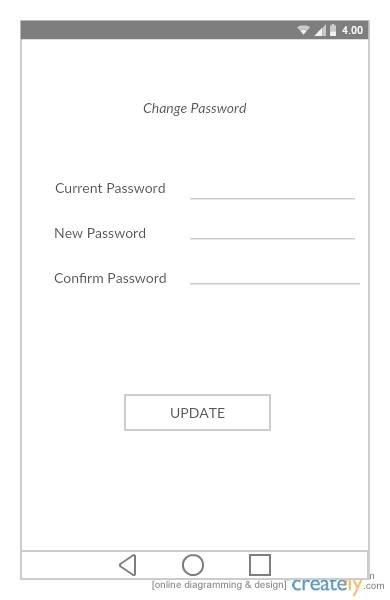 4.00
Change Password
Current Password
New Password
Confirm Password
UPDATE
[online diagramming & design] creately.com